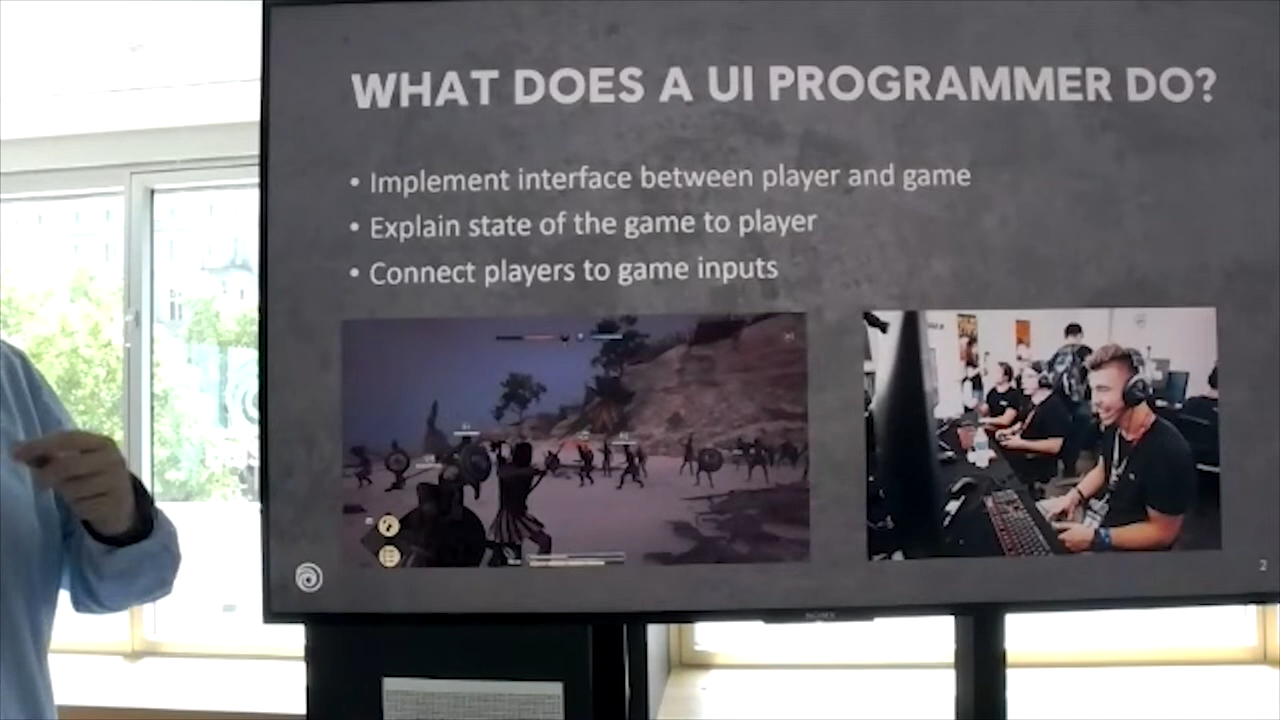 WHAT DOES A UI PROGRAMMER DO?
• Implement interface between player and game
• Explain state of the game to player
• Connect players to game inputs
2
SONY